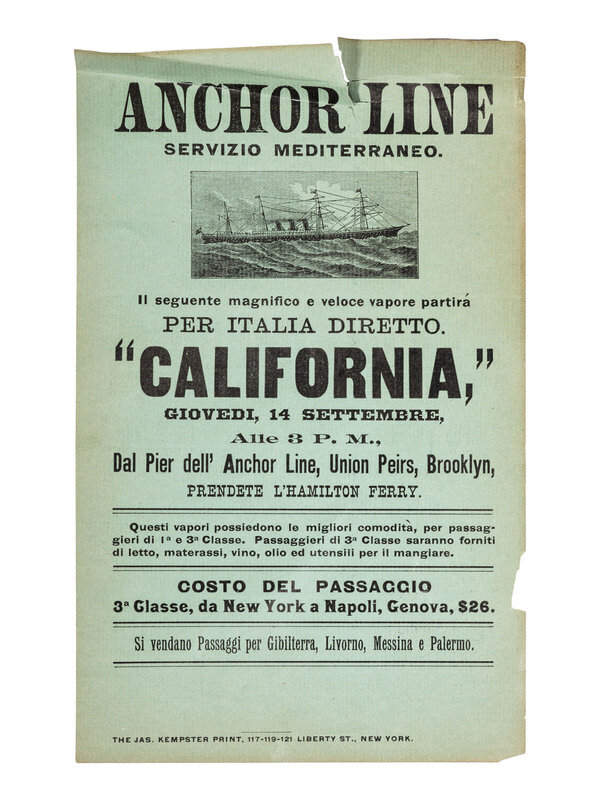 ANCHOR LINE
SERVIZIO MEDITERRANEO.
Il seguente magnifico e veloce vapore partirá
PER ITALIA DIRETTO.
"CALIFORNIA,"
GIOVEDI, 14 SETTEMBRE,
Alle 3 P. M.,
Dal Pier dell' Anchor Line, Union Peirs, Brooklyn,
PRENDETE L'HAMILTON FERRY.
Questi vapori possiedono le migliori comodità, per passag-
gieri di 1ª e 3ª Classe. Passaggieri di 3ª Classe saranno forniti
di letto, materassi, vino, olio ed utensili per il mangiare.
COSTO DEL PASSAGGIO
3ª Classe, da New York a Napoli, Genova, $26.
Si vendano Passaggi per Gibilterra, Livorno, Messina e Palermo.
THE JAS. KEMPSTER PRINT, 117-119-121 LIBERTY ST., NEW YORK.